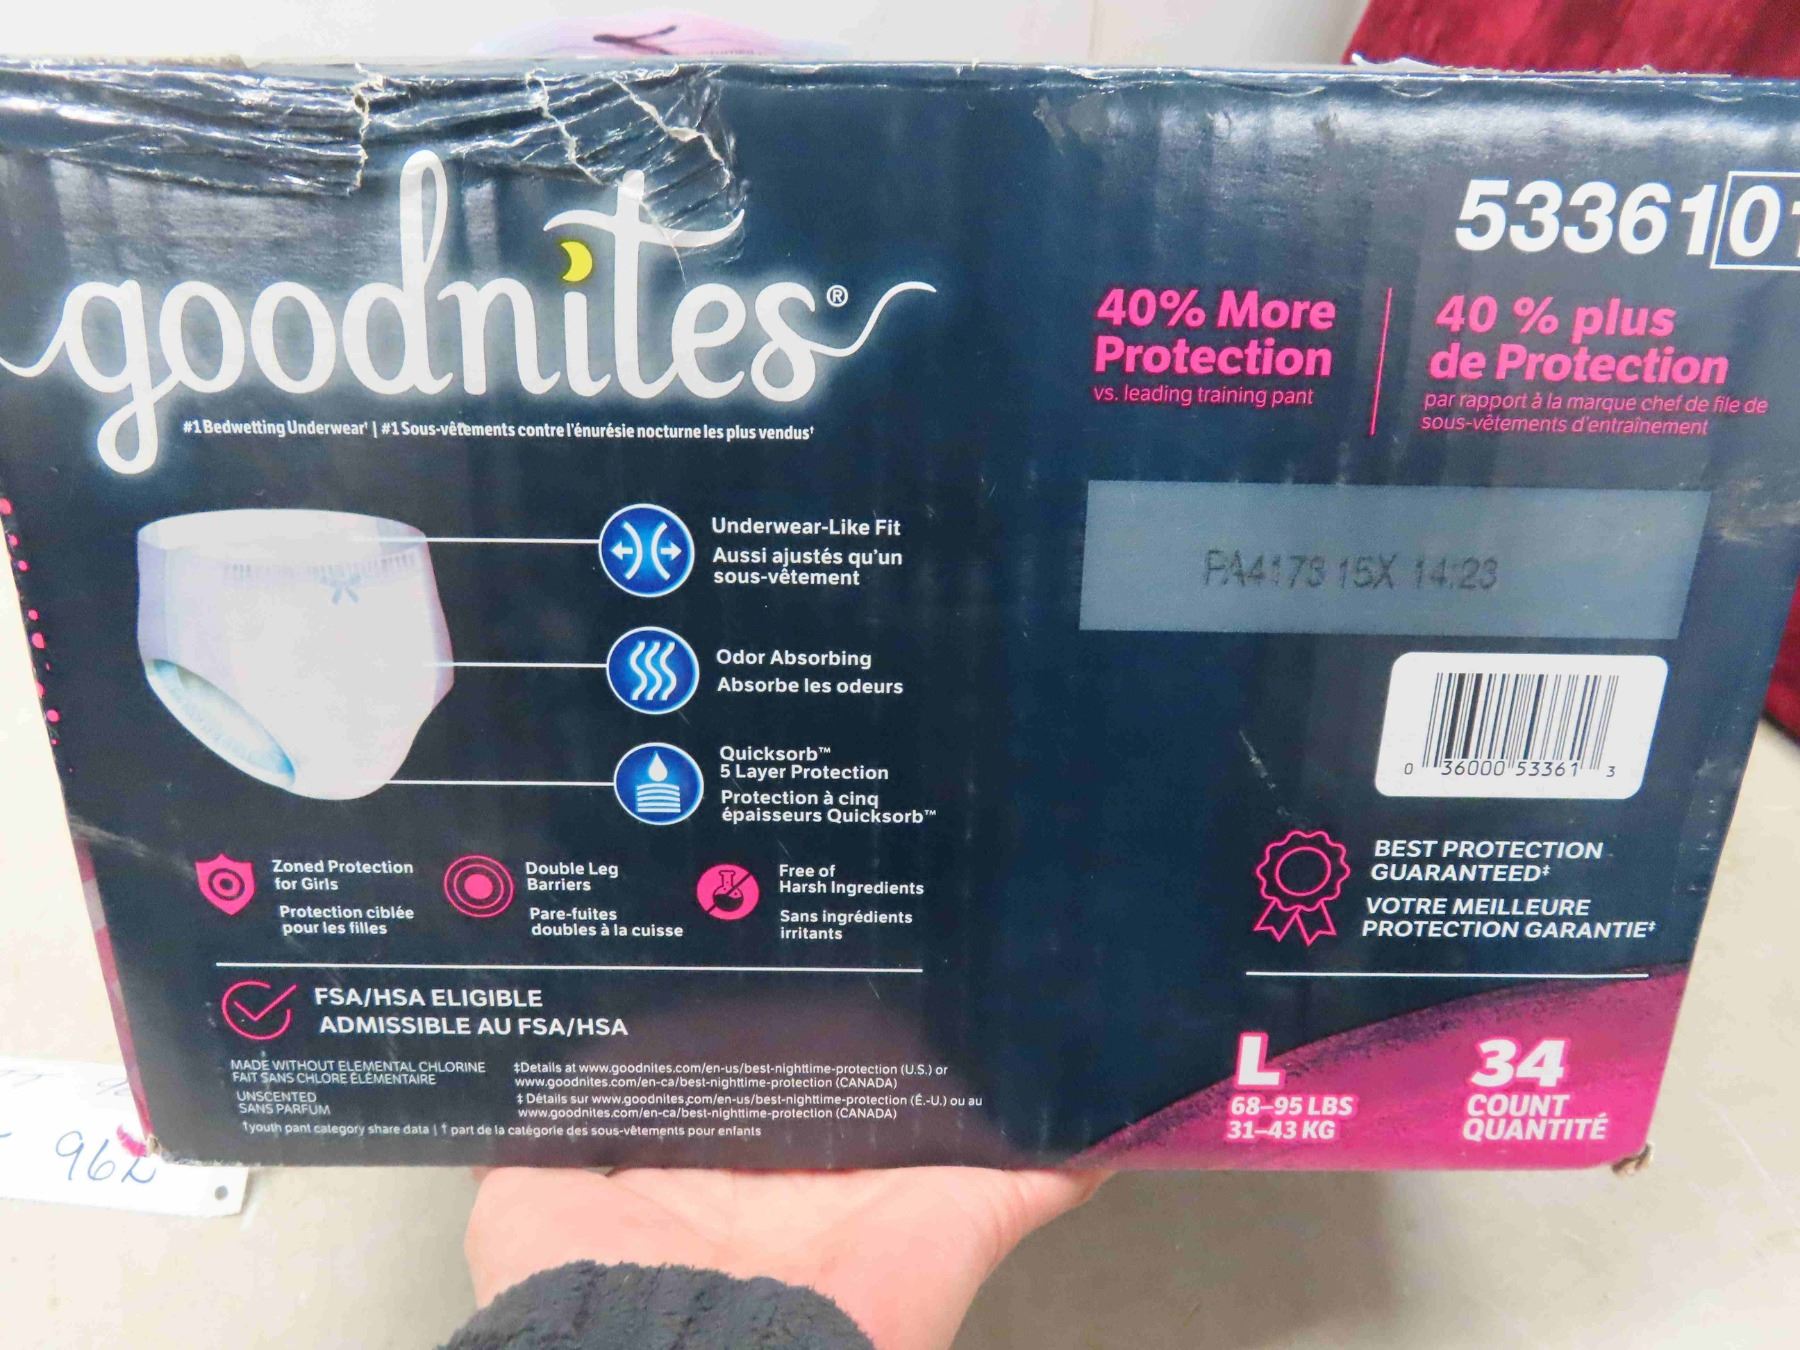 goodnites®
#1 Bedwetting Underwear† | #1 Sous-vêtements contre l'énurésie nocturne les plus vendus†
5336101
40% More
Protection
vs. leading training pant
40 % plus
de Protection
par rapport à la marque chef de file de
sous-vêtements d'entraînement
Underwear-Like Fit
Aussi ajustés qu'un
sous-vêtement
PA4173 15X 14:23
Odor Absorbing
Absorbe les odeurs
Quicksorb™
5 Layer Protection
Protection à cinq
épaisseurs Quicksorb™
0 36000 53361 3
Zoned Protection
for Girls
Protection ciblée
pour les filles
Double Leg
Barriers
Pare-fuites
doubles à la cuisse
Free of
Harsh Ingredients
Sans ingrédients
irritants
BEST PROTECTION
GUARANTEED‡
VOTRE MEILLEURE
PROTECTION GARANTIE‡
FSA/HSA ELIGIBLE
ADMISSIBLE AU FSA/HSA
MADE WITHOUT ELEMENTAL CHLORINE
FAIT SANS CHLORE ÉLÉMENTAIRE
UNSCENTED
SANS PARFUM
‡Details at www.goodnites.com/en-us/best-nighttime-protection (U.S.) or
www.goodnites.com/en-ca/best-nighttime-protection (CANADA)
‡ Détails sur www.goodnites.com/en-us/best-nighttime-protection (É.-U.) ou au
www.goodnites.com/en-ca/best-nighttime-protection (CANADA)
†youth pant category share data | † part de la catégorie des sous-vêtements pour enfants
L
68–95 LBS
31–43 KG
34
COUNT
QUANTITÉ
962